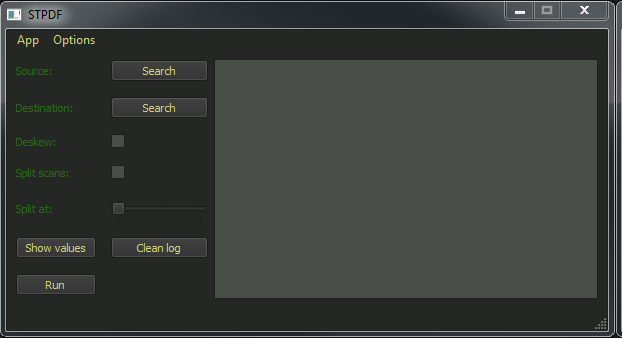 STPDF
App Options
Source: Search
Destination: Search
Deskew:
Split scans:
Split at:
Show values Clean log
Run